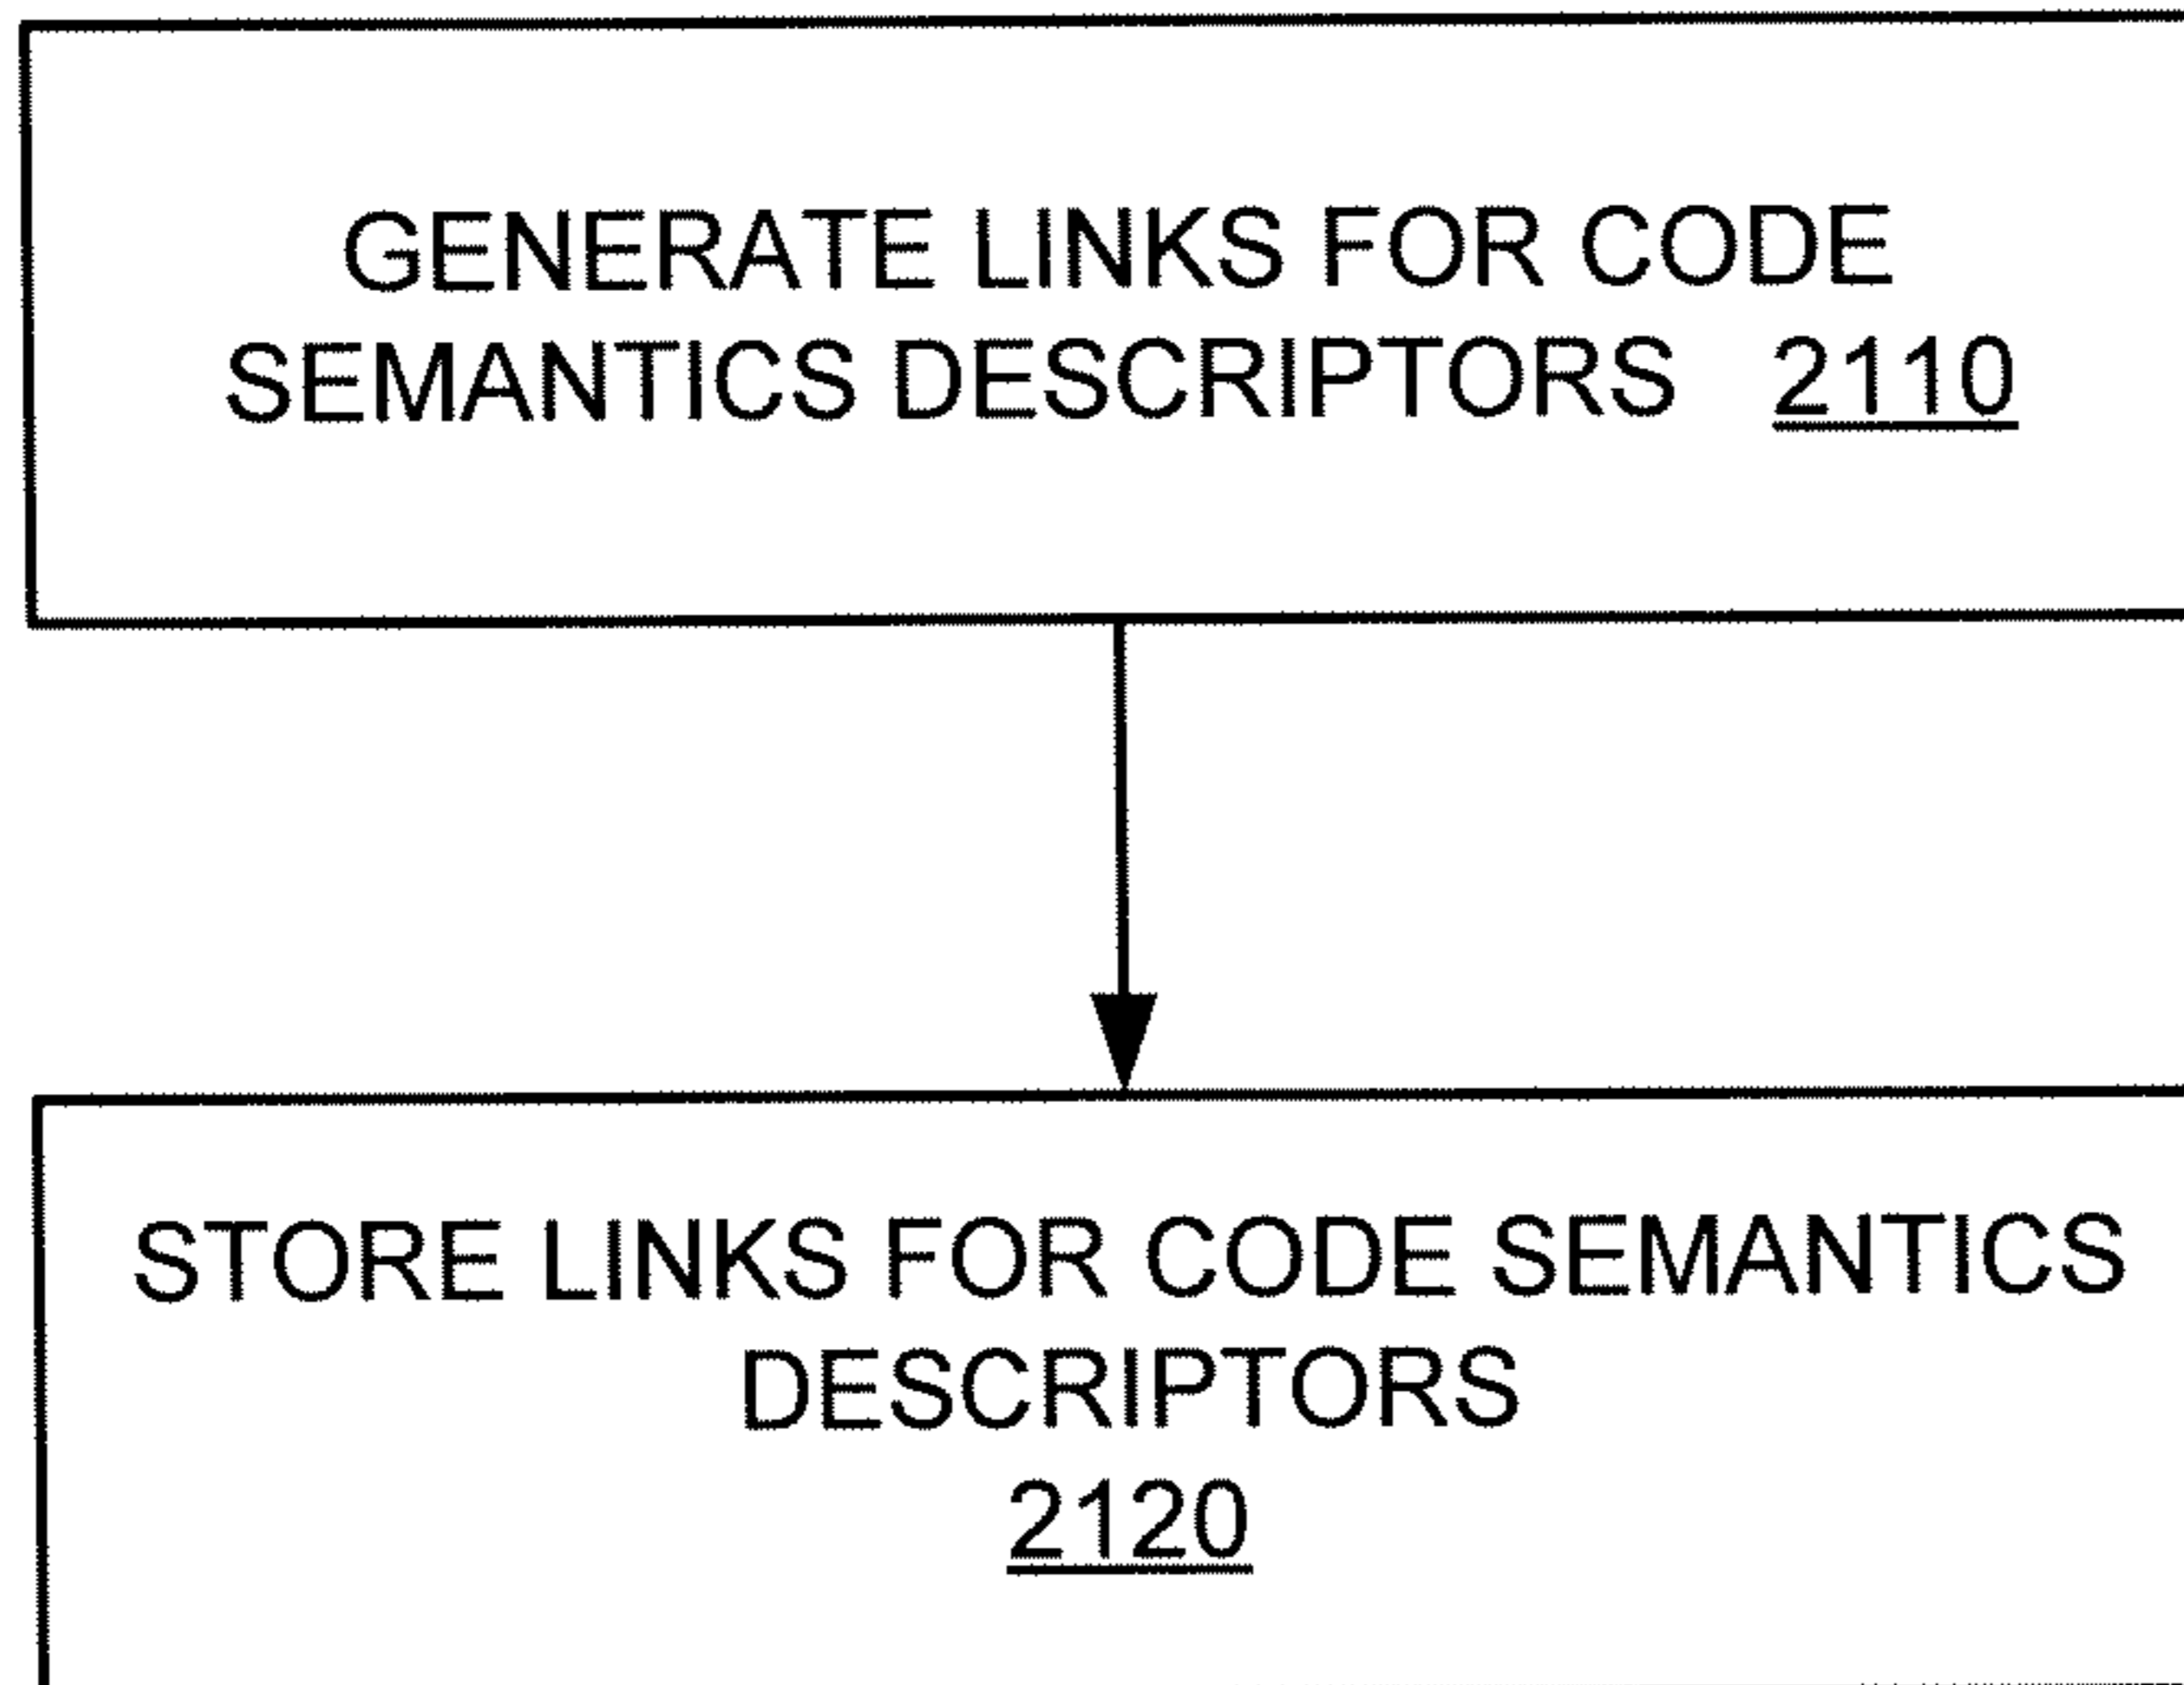 GENERATE LINKS FOR CODE
SEMANTICS DESCRIPTORS 2110
STORE LINKS FOR CODE SEMANTICS
DESCRIPTORS
2120